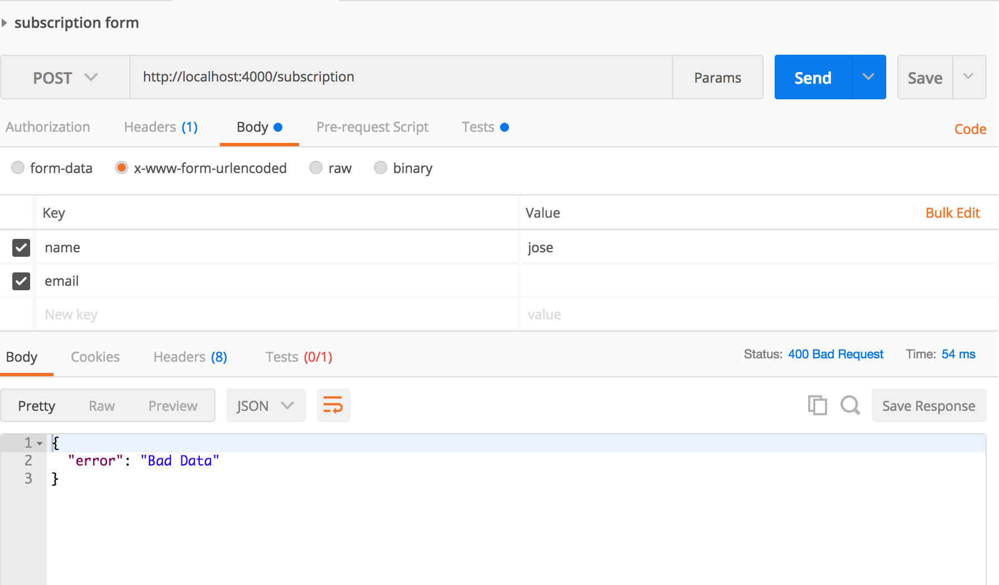 subscription form
POST http://localhost:4000/subscription Params Send Save
Authorization Headers (1) Body Pre-request Script Tests Code
form-data x-www-form-urlencoded raw binary
Key Value Bulk Edit
name jose
email
New key value
Body Cookies Headers (8) Tests (0/1) Status: 400 Bad Request Time: 54 ms
Pretty Raw Preview JSON Save Response
1 {
2 "error": "Bad Data"
3 }